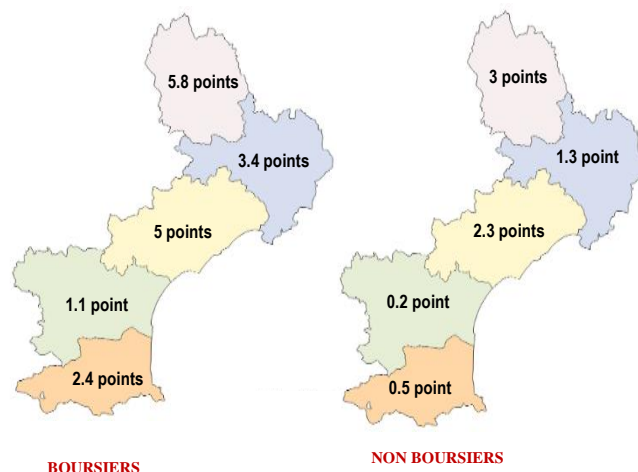 5.8 points
3.4 points
5 points
1.1 point
2.4 points
BOURSIERS
3 points
1.3 point
2.3 points
0.2 point
0.5 point
NON BOURSIERS